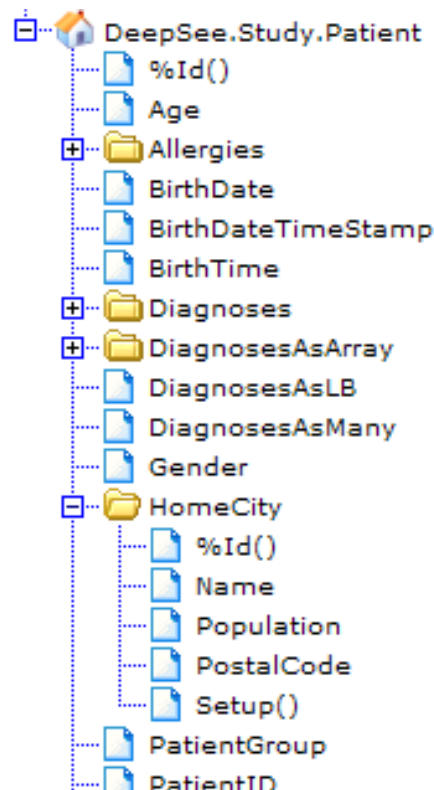 DeepSee.Study.Patient
%Id()
Age
Allergies
BirthDate
BirthDateTimeStamp
BirthTime
Diagnoses
DiagnosesAsArray
DiagnosesAsLB
DiagnosesAsMany
Gender
HomeCity
%Id()
Name
Population
PostalCode
Setup()
PatientGroup
PatientID